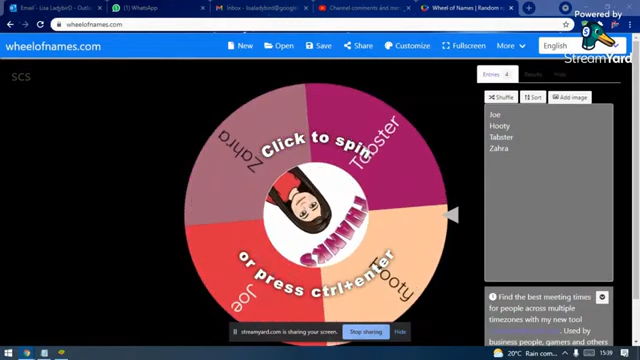 Email - Lisa LadybirD - Outloo
WhatsApp
Inbox - lisaladybird@google
Channel comments and me
Wheel of Names | Random n
wheelofnames.com
Powered by
StreamYard
wheelofnames.com
New
Open
Save
Share
Customize
Fullscreen
More
English
scs
Entries 4
Results
Hide
Shuffle
Sort
Add image
Joe
Hooty
Tabster
Zahra
Click to spin
Zahra
Tabster
THANKS
or press ctrl+enter
Joe
Hooty
Find the best meeting times
for people across multiple
timezones with my new tool
Used by
business people, gamers and others
streamyard.com is sharing your screen.
Stop sharing
Hide
20°C Rain com
15:39